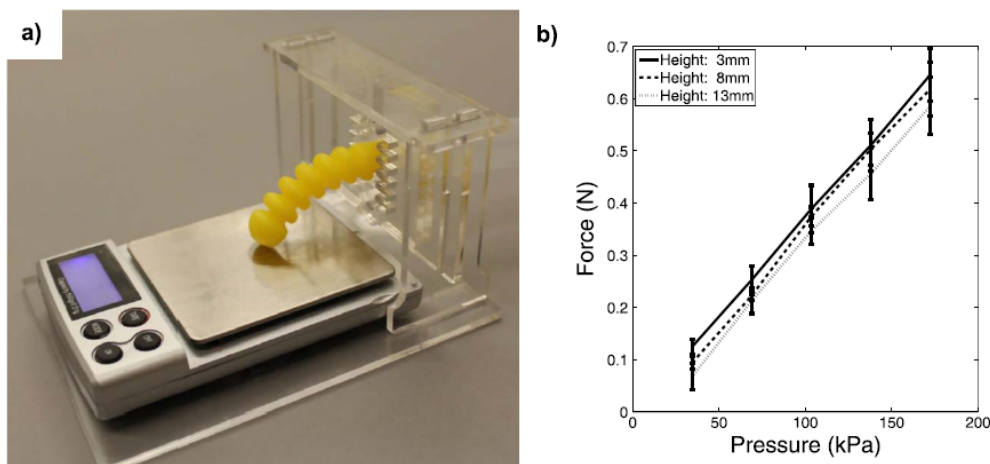 a)
b)
0.7
Height: 3mm
Height: 8mm
Height: 13mm
0.6
0.5
0.4
0.3
0.2
0.1
0
Force (N)
0 50 100 150 200
Pressure (kPa)